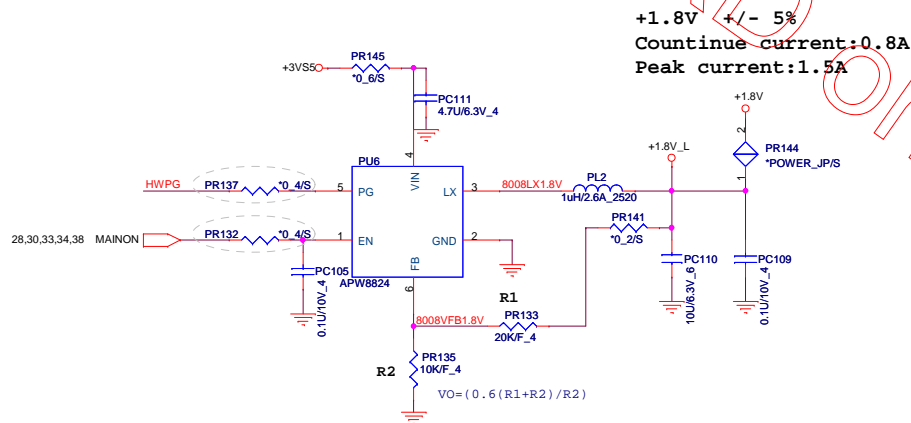 +1.8V +/- 5%
Countinue current:0.8A
Peak current:1.5A
+3VS5
PR145
*0_6/S
PC111
4.7U/6.3V_4
+1.8V
2
PR144
*POWER_JP/S
1
+1.8V_L
PU6
4
VIN
HWPG
PR137
*0_4/S
5
PG
LX
3
8008LX1.8V
PL2
1uH/2.6A_2520
PR141
*0_2/S
28,30,33,34,38
MAINON
PR132
*0_4/S
1
EN
GND
2
FB
6
APW8824
PC105
0.1U/10V_4
PC110
10U/6.3V_6
PC109
0.1U/10V_4
R1
8008VFB1.8V
PR133
20K/F_4
R2
PR135
10K/F_4
VO=(0.6(R1+R2)/R2)